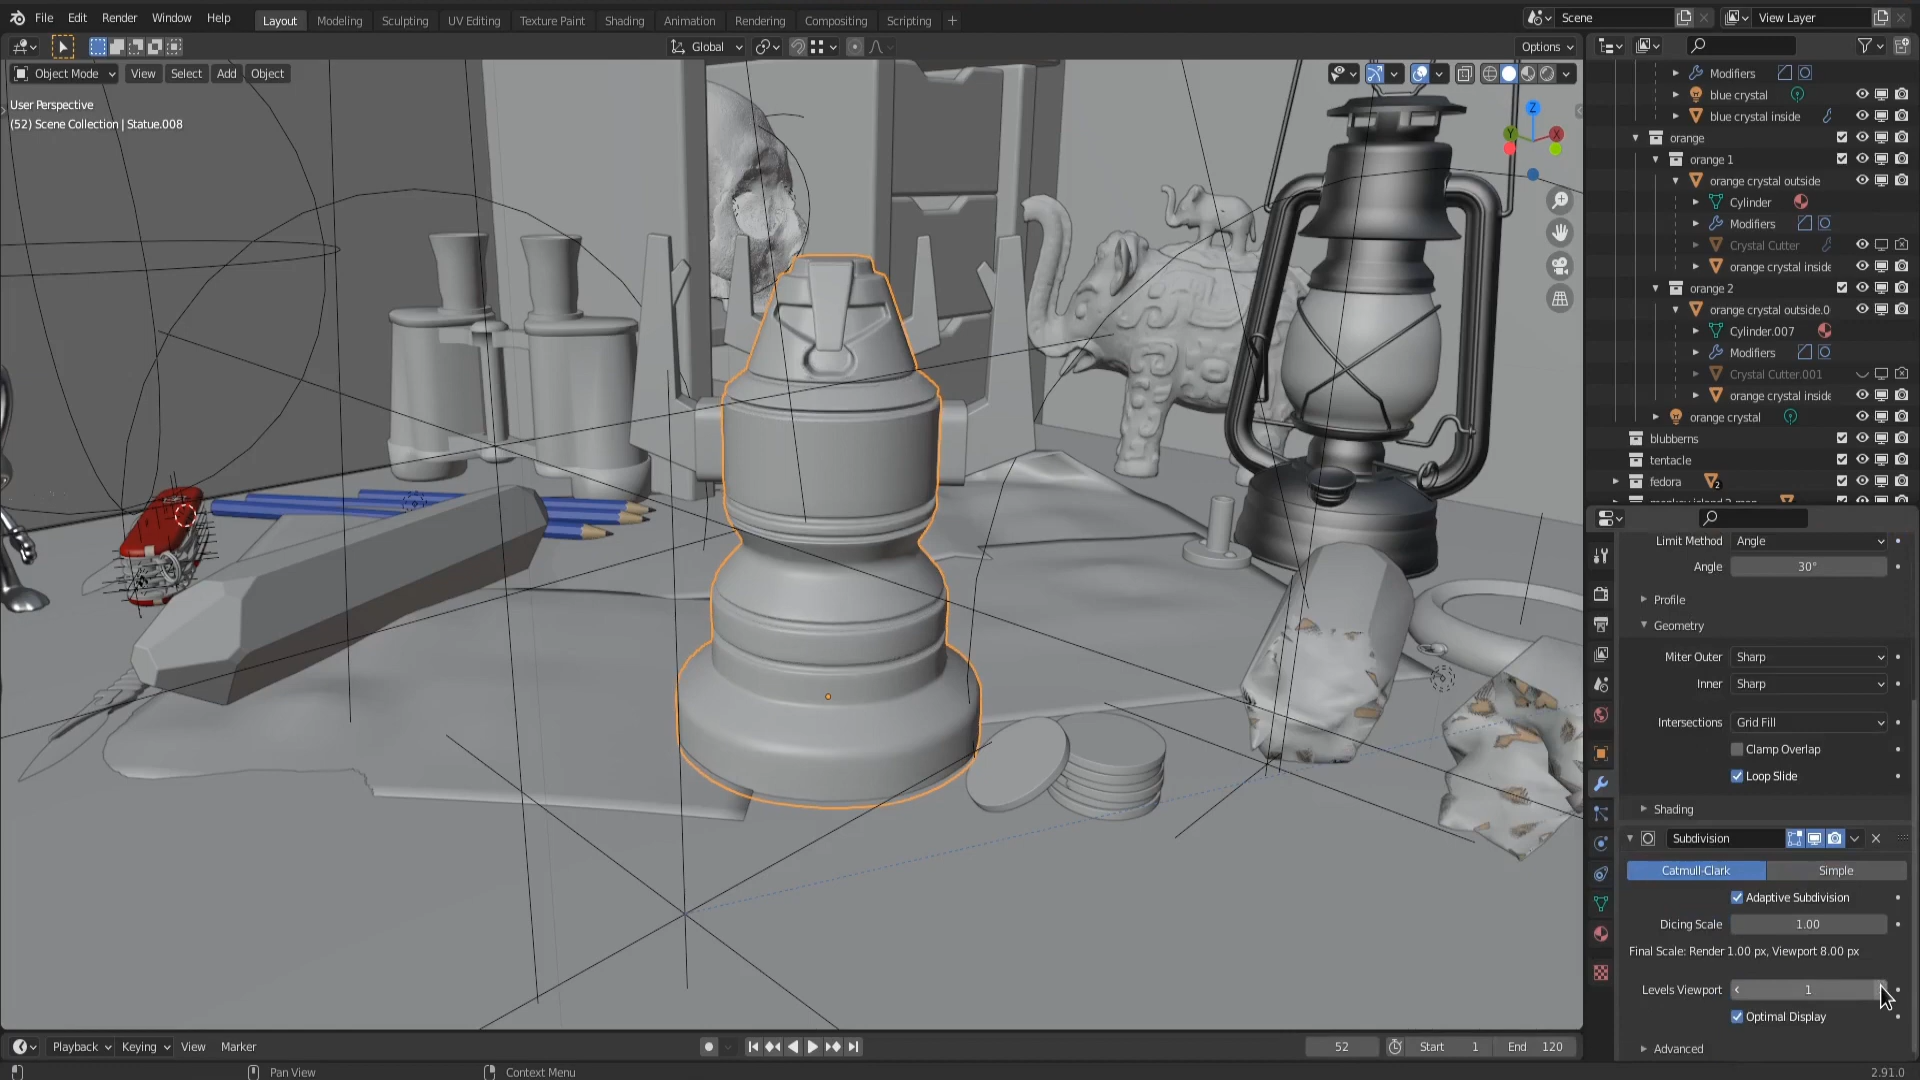 File Edit Render Window Help
Layout Modeling Sculpting UV Editing Texture Paint Shading Animation Rendering Compositing Scripting +
Scene
View Layer
Global
Options
Object Mode View Select Add Object
User Perspective
(52) Scene Collection | Statue.008
Z
Y
X
Modifiers
blue crystal
blue crystal inside
orange
orange 1
orange crystal outside
Cylinder
Modifiers
Crystal Cutter
orange crystal inside
orange 2
orange crystal outside.0
Cylinder.007
Modifiers
Crystal Cutter.001
orange crystal inside
orange crystal
blubberns
tentacle
fedora 2
Limit Method Angle
Angle 30°
Profile
Geometry
Miter Outer Sharp
Inner Sharp
Intersections Grid Fill
Clamp Overlap
Loop Slide
Shading
Subdivision
Catmull-Clark Simple
Adaptive Subdivision
Dicing Scale 1.00
Final Scale: Render 1.00 px, Viewport 8.00 px
Levels Viewport 1
Optimal Display
Advanced
Playback Keying View Marker
52 Start 1 End 120
Pan View Context Menu 2.91.0